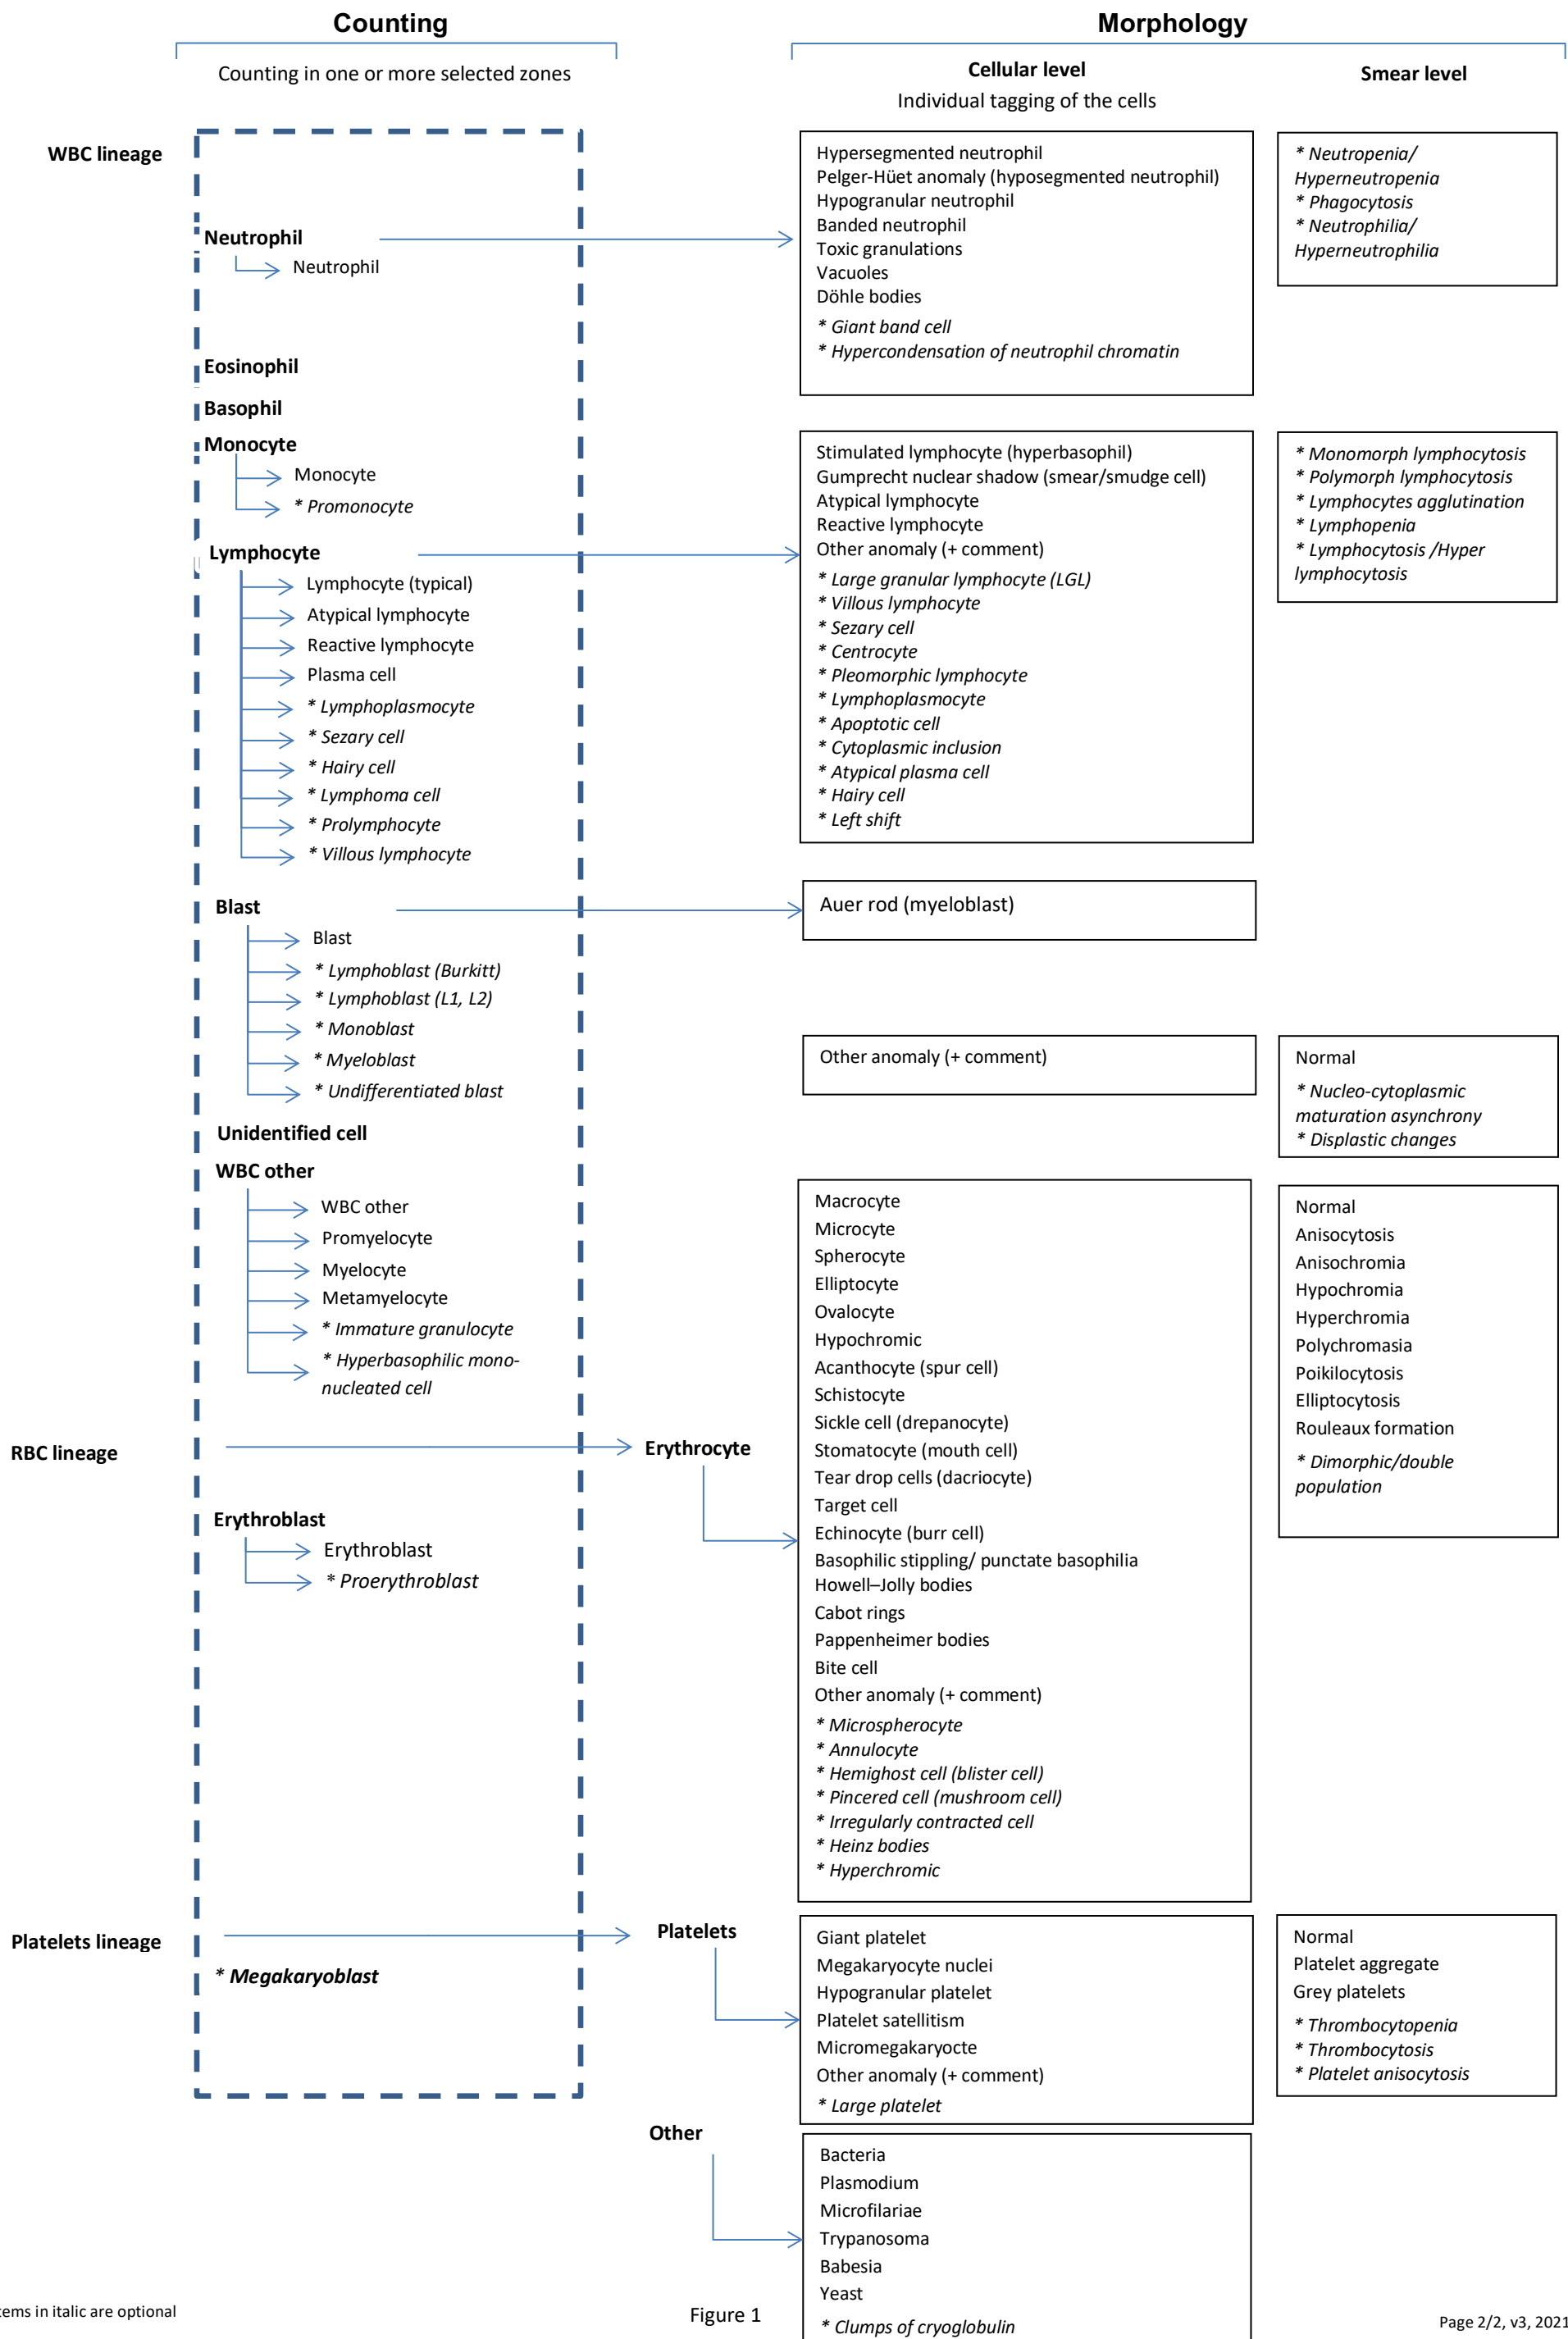 Counting
Morphology
Counting in one or more selected zones
Cellular level
Individual tagging of the cells
Smear level
WBC lineage
Neutrophil
Neutrophil
Eosinophil
Basophil
Monocyte
Monocyte
* Promonocyte
Lymphocyte
Lymphocyte (typical)
Atypical lymphocyte
Reactive lymphocyte
Plasma cell
* Lymphoplasmocyte
* Sezary cell
* Hairy cell
* Lymphoma cell
* Prolymphocyte
* Villous lymphocyte
Blast
Blast
* Lymphoblast (Burkitt)
* Lymphoblast (L1, L2)
* Monoblast
* Myeloblast
* Undifferentiated blast
Unidentified cell
WBC other
WBC other
Promyelocyte
Myelocyte
Metamyelocyte
* Immature granulocyte
* Hyperbasophilic mono-
nucleated cell
Hypersegmented neutrophil
Pelger-Hüet anomaly (hyposegmented neutrophil)
Hypogranular neutrophil
Banded neutrophil
Toxic granulations
Vacuoles
Döhle bodies
* Giant band cell
* Hypercondensation of neutrophil chromatin
* Neutropenia/
Hyperneutropenia
* Phagocytosis
* Neutrophilia/
Hyperneutrophilia
Stimulated lymphocyte (hyperbasophil)
Gumprecht nuclear shadow (smear/smudge cell)
Atypical lymphocyte
Reactive lymphocyte
Other anomaly (+ comment)
* Large granular lymphocyte (LGL)
* Villous lymphocyte
* Sezary cell
* Centrocyte
* Pleomorphic lymphocyte
* Lymphoplasmocyte
* Apoptotic cell
* Cytoplasmic inclusion
* Atypical plasma cell
* Hairy cell
* Left shift
* Monomorph lymphocytosis
* Polymorph lymphocytosis
* Lymphocytes agglutination
* Lymphopenia
* Lymphocytosis /Hyper
lymphocytosis
Auer rod (myeloblast)
Other anomaly (+ comment)
Normal
* Nucleo-cytoplasmic
maturation asynchrony
* Displastic changes
RBC lineage
Erythroblast
Erythroblast
* Proerythroblast
Erythrocyte
Macrocyte
Microcyte
Spherocyte
Elliptocyte
Ovalocyte
Hypochromic
Acanthocyte (spur cell)
Schistocyte
Sickle cell (drepanocyte)
Stomatocyte (mouth cell)
Tear drop cells (dacriocyte)
Target cell
Echinocyte (burr cell)
Basophilic stippling/ punctate basophilia
Howell–Jolly bodies
Cabot rings
Pappenheimer bodies
Bite cell
Other anomaly (+ comment)
* Microspherocyte
* Annulocyte
* Hemighost cell (blister cell)
* Pincered cell (mushroom cell)
* Irregularly contracted cell
* Heinz bodies
* Hyperchromic
Normal
Anisocytosis
Anisochromia
Hypochromia
Hyperchromia
Polychromasia
Poikilocytosis
Elliptocytosis
Rouleaux formation
* Dimorphic/double
population
Platelets lineage
* Megakaryoblast
Platelets
Giant platelet
Megakaryocyte nuclei
Hypogranular platelet
Platelet satellitism
Micromegakaryocte
Other anomaly (+ comment)
* Large platelet
Normal
Platelet aggregate
Grey platelets
* Thrombocytopenia
* Thrombocytosis
* Platelet anisocytosis
Other
Bacteria
Plasmodium
Microfilariae
Trypanosoma
Babesia
Yeast
* Clumps of cryoglobulin
tems in italic are optional
Figure 1
Page 2/2, v3, 2021